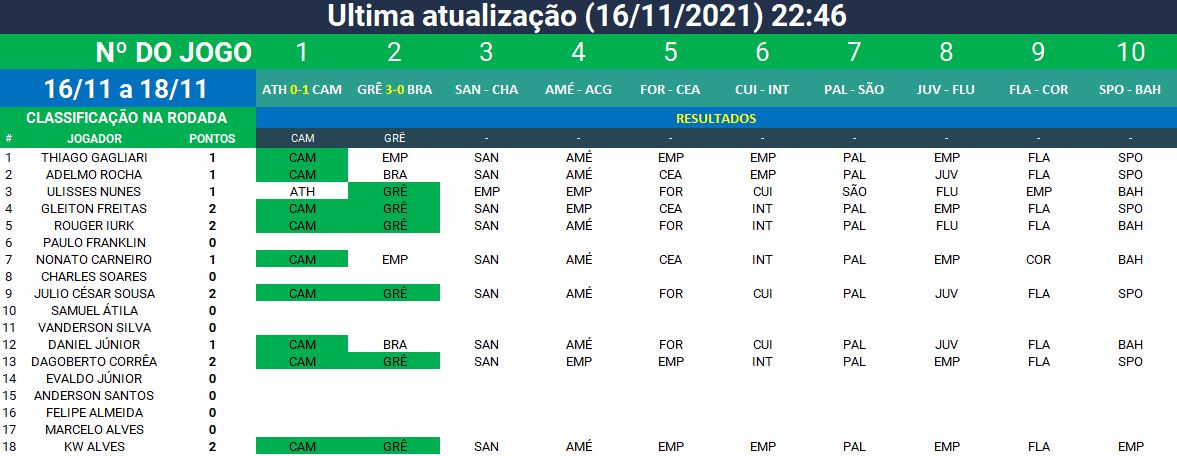 Ultima atualização (16/11/2021) 22:46
Nº DO JOGO 1 2 3 4 5 6 7 8 9 10
16/11 a 18/11 ATH 0-1 CAM GRÊ 3-0 BRA SAN - CHA AMÉ - ACG FOR - CEA CUI - INT PAL - SÃO JUV - FLU FLA - COR SPO - BAH
CLASSIFICAÇÃO NA RODADA RESULTADOS
# JOGADOR PONTOS CAM GRÊ - - - - - - - -
1 THIAGO GAGLIARI 1 CAM EMP SAN AMÉ EMP EMP PAL EMP FLA SPO
2 ADELMO ROCHA 1 CAM BRA SAN AMÉ CEA EMP PAL JUV FLA SPO
3 ULISSES NUNES 1 ATH GRÊ EMP EMP FOR CUI SÃO FLU EMP BAH
4 GLEITON FREITAS 2 CAM GRÊ SAN EMP CEA INT PAL EMP FLA SPO
5 ROUGER IURK 2 CAM GRÊ SAN AMÉ FOR INT PAL FLU FLA BAH
6 PAULO FRANKLIN 0
7 NONATO CARNEIRO 1 CAM EMP SAN AMÉ CEA INT PAL EMP COR BAH
8 CHARLES SOARES 0
9 JULIO CÉSAR SOUSA 2 CAM GRÊ SAN AMÉ FOR CUI PAL JUV FLA SPO
10 SAMUEL ÁTILA 0
11 VANDERSON SILVA 0
12 DANIEL JÚNIOR 1 CAM BRA SAN AMÉ FOR CUI PAL JUV FLA BAH
13 DAGOBERTO CORRÊA 2 CAM GRÊ SAN EMP EMP INT PAL EMP FLA SPO
14 EVALDO JÚNIOR 0
15 ANDERSON SANTOS 0
16 FELIPE ALMEIDA 0
17 MARCELO ALVES 0
18 KW ALVES 2 CAM GRÊ SAN AMÉ EMP EMP PAL EMP FLA EMP